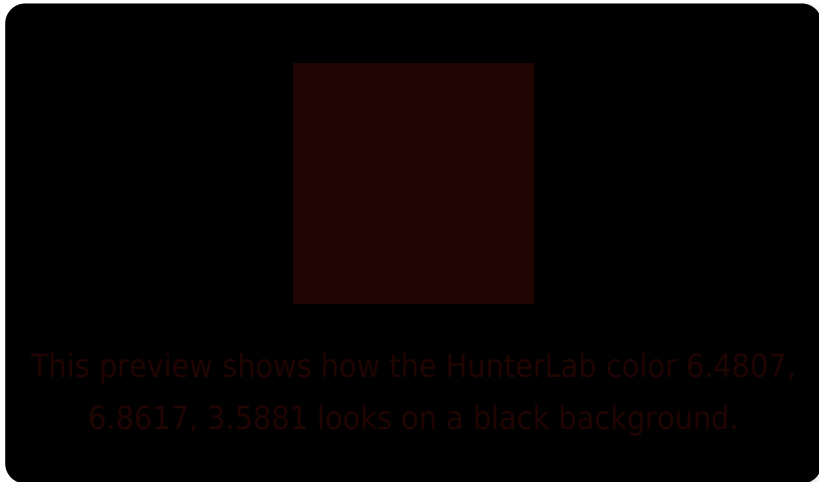 This preview shows how the HunterLab color 6.4807,
6.8617, 3.5881 looks on a black background.